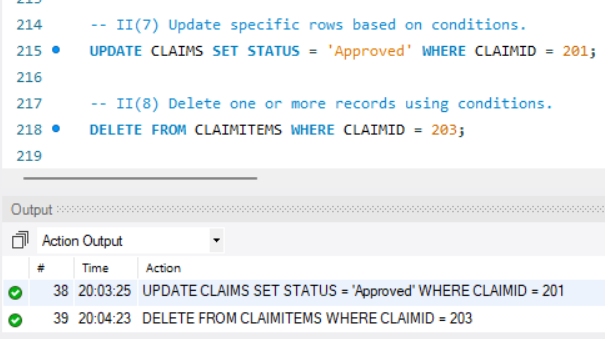 213
214 -- II(7) Update specific rows based on conditions.
215 UPDATE CLAIMS SET STATUS = 'Approved' WHERE CLAIMID = 201;
216
217 -- II(8) Delete one or more records using conditions.
218 DELETE FROM CLAIMITEMS WHERE CLAIMID = 203;
219
Output
Action Output
# Time Action
38 20:03:25 UPDATE CLAIMS SET STATUS = 'Approved' WHERE CLAIMID = 201
39 20:04:23 DELETE FROM CLAIMITEMS WHERE CLAIMID = 203